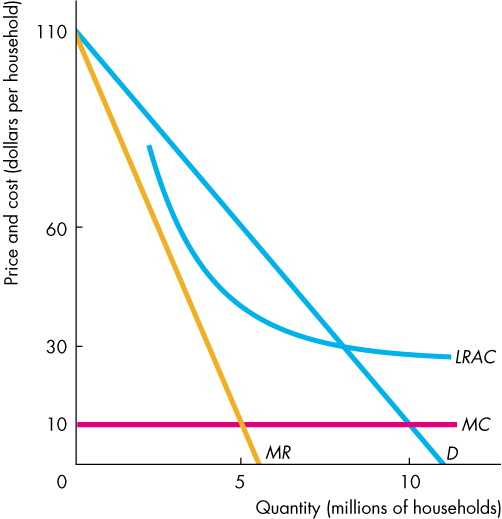 Price and cost (dollars per household)
110
60
30
10
0
5
10
LRAC
MC
MR
D
Quantity (millions of households)